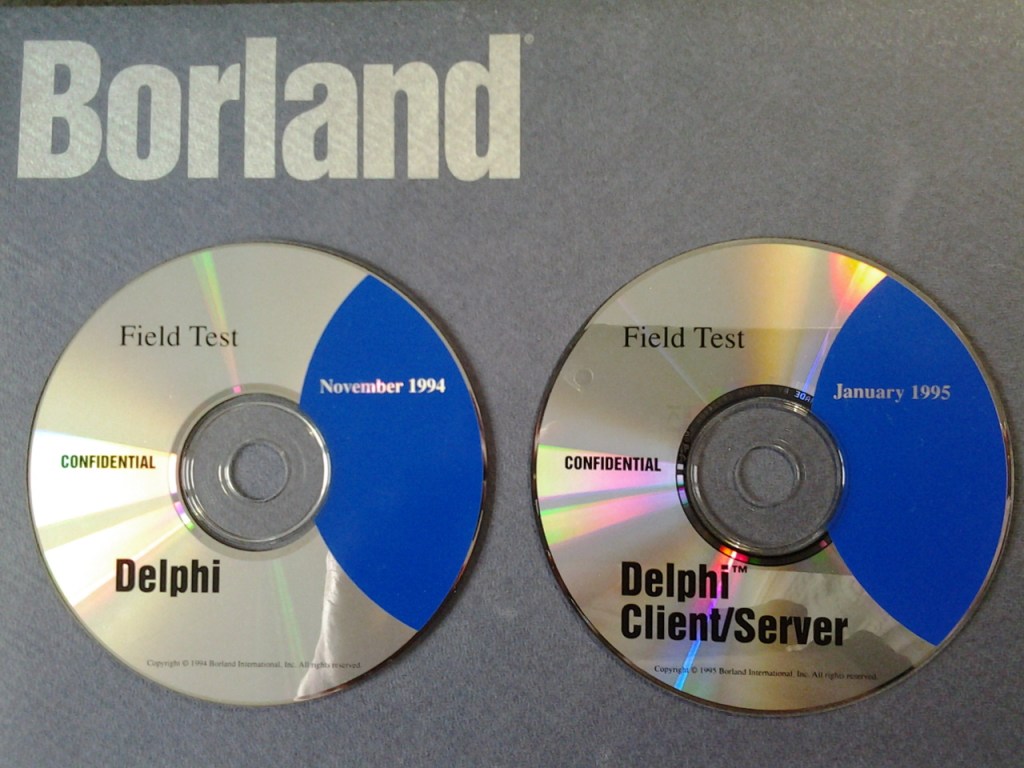 Borland®
Field Test
November 1994
CONFIDENTIAL
Delphi
Copyright © 1994 Borland International, Inc. All rights reserved.
Field Test
January 1995
CONFIDENTIAL
Delphi™
Client/Server
Copyright © 1995 Borland International, Inc. All rights reserved.